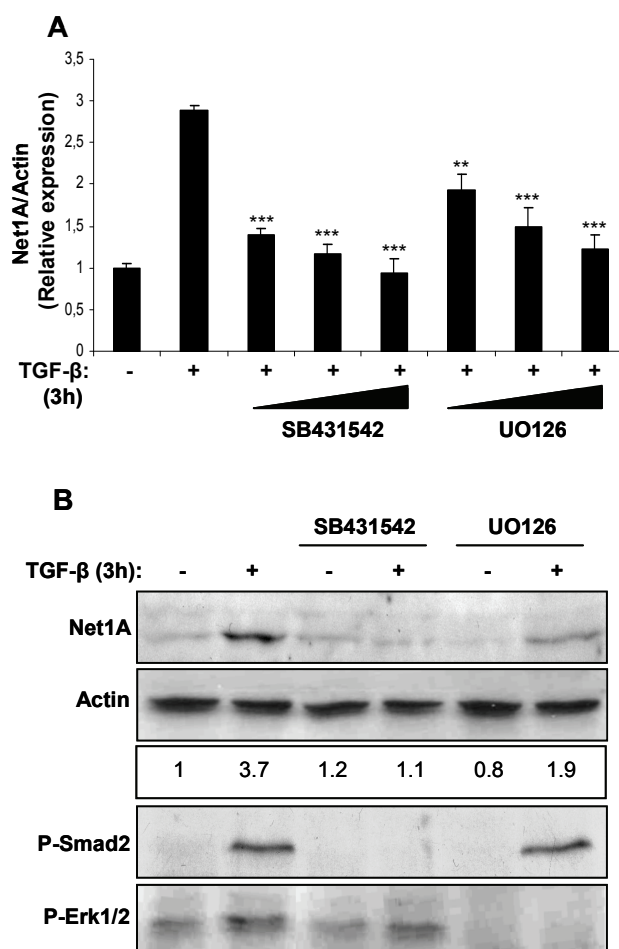 A
Net1A/Actin
(Relative expression)
3,5
3
2,5
2
1,5
1
0,5
0
*** *** *** ** *** ***
TGF-β: - + + + + + + +
(3h)
SB431542 UO126
B
SB431542 UO126
TGF-β (3h): - + - + - +
Net1A
Actin
1 3.7 1.2 1.1 0.8 1.9
P-Smad2
P-Erk1/2